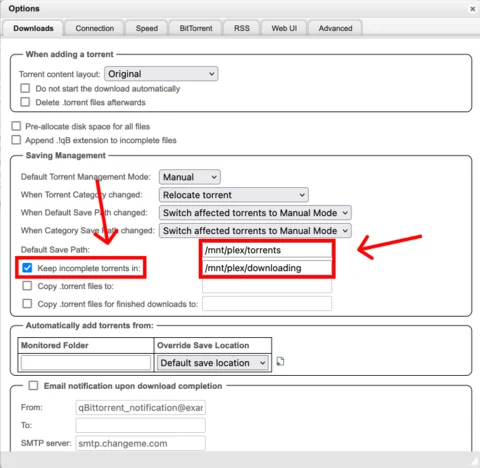 Options
Downloads Connection Speed BitTorrent RSS Web UI Advanced
When adding a torrent
Torrent content layout: Original
Do not start the download automatically
Delete .torrent files afterwards
Pre-allocate disk space for all files
Append .!qB extension to incomplete files
Saving Management
Default Torrent Management Mode: Manual
When Torrent Category changed: Relocate torrent
When Default Save Path changed: Switch affected torrents to Manual Mode
When Category Save Path changed: Switch affected torrents to Manual Mode
Default Save Path: /mnt/plex/torrents
Keep incomplete torrents in: /mnt/plex/downloading
Copy .torrent files to:
Copy .torrent files for finished downloads to:
Automatically add torrents from:
Monitored Folder Override Save Location
Default save location
Email notification upon download completion
From: qBittorrent_notification@exar
To:
SMTP server: smtp.changeme.com